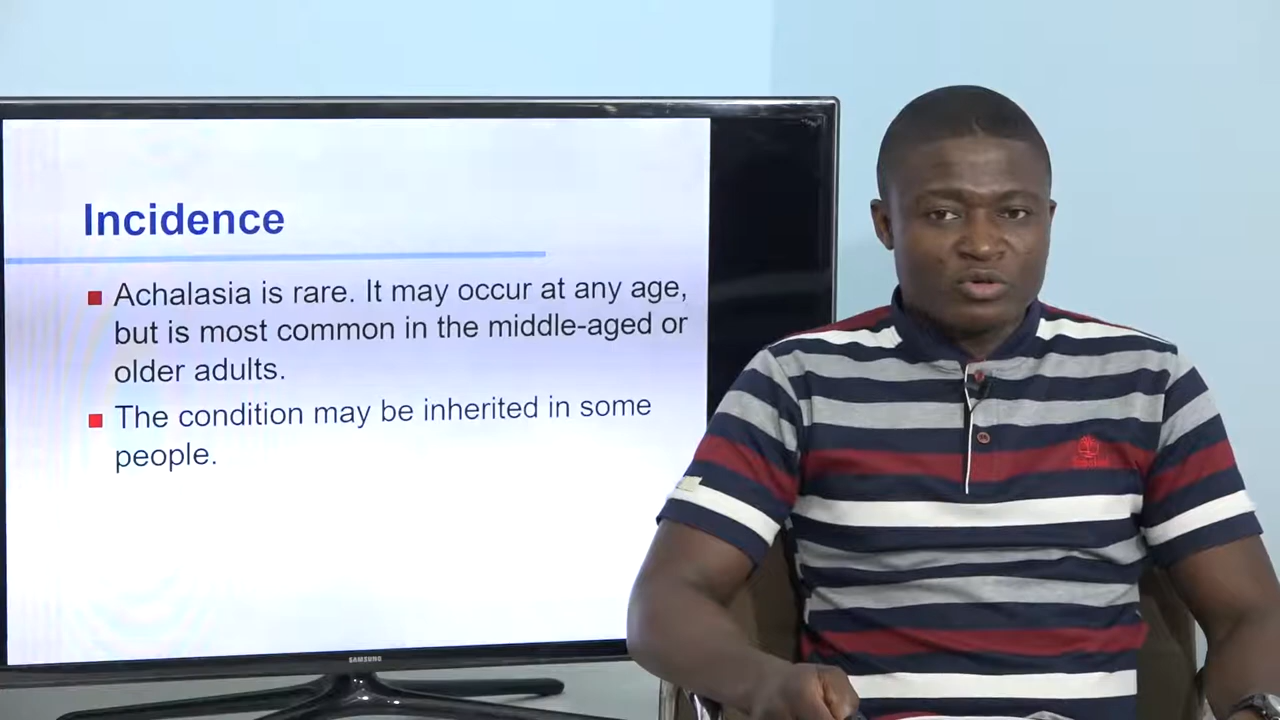 Incidence
Achalasia is rare. It may occur at any age,
but is most common in the middle-aged or
older adults.
The condition may be inherited in some
people.
SAMSUNG